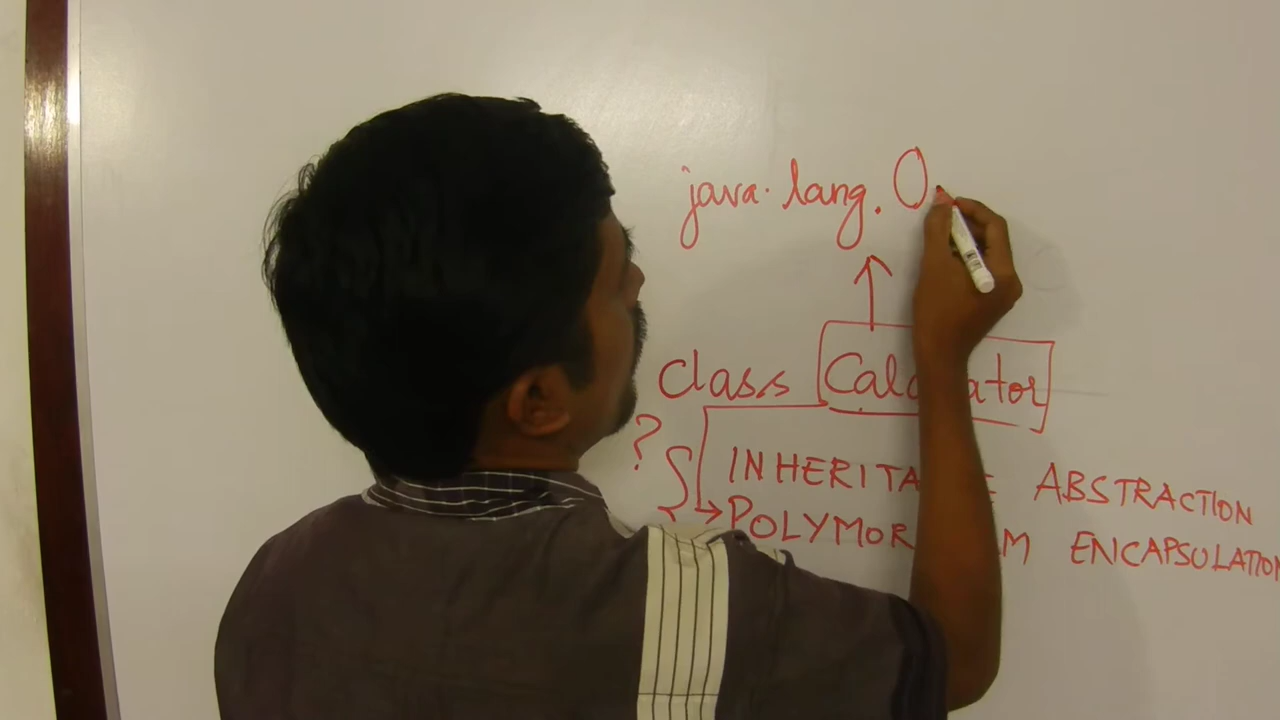 java.lang.O
class Calculator
?
INHERITANCE ABSTRACTION
POLYMORPHISM ENCAPSULATION